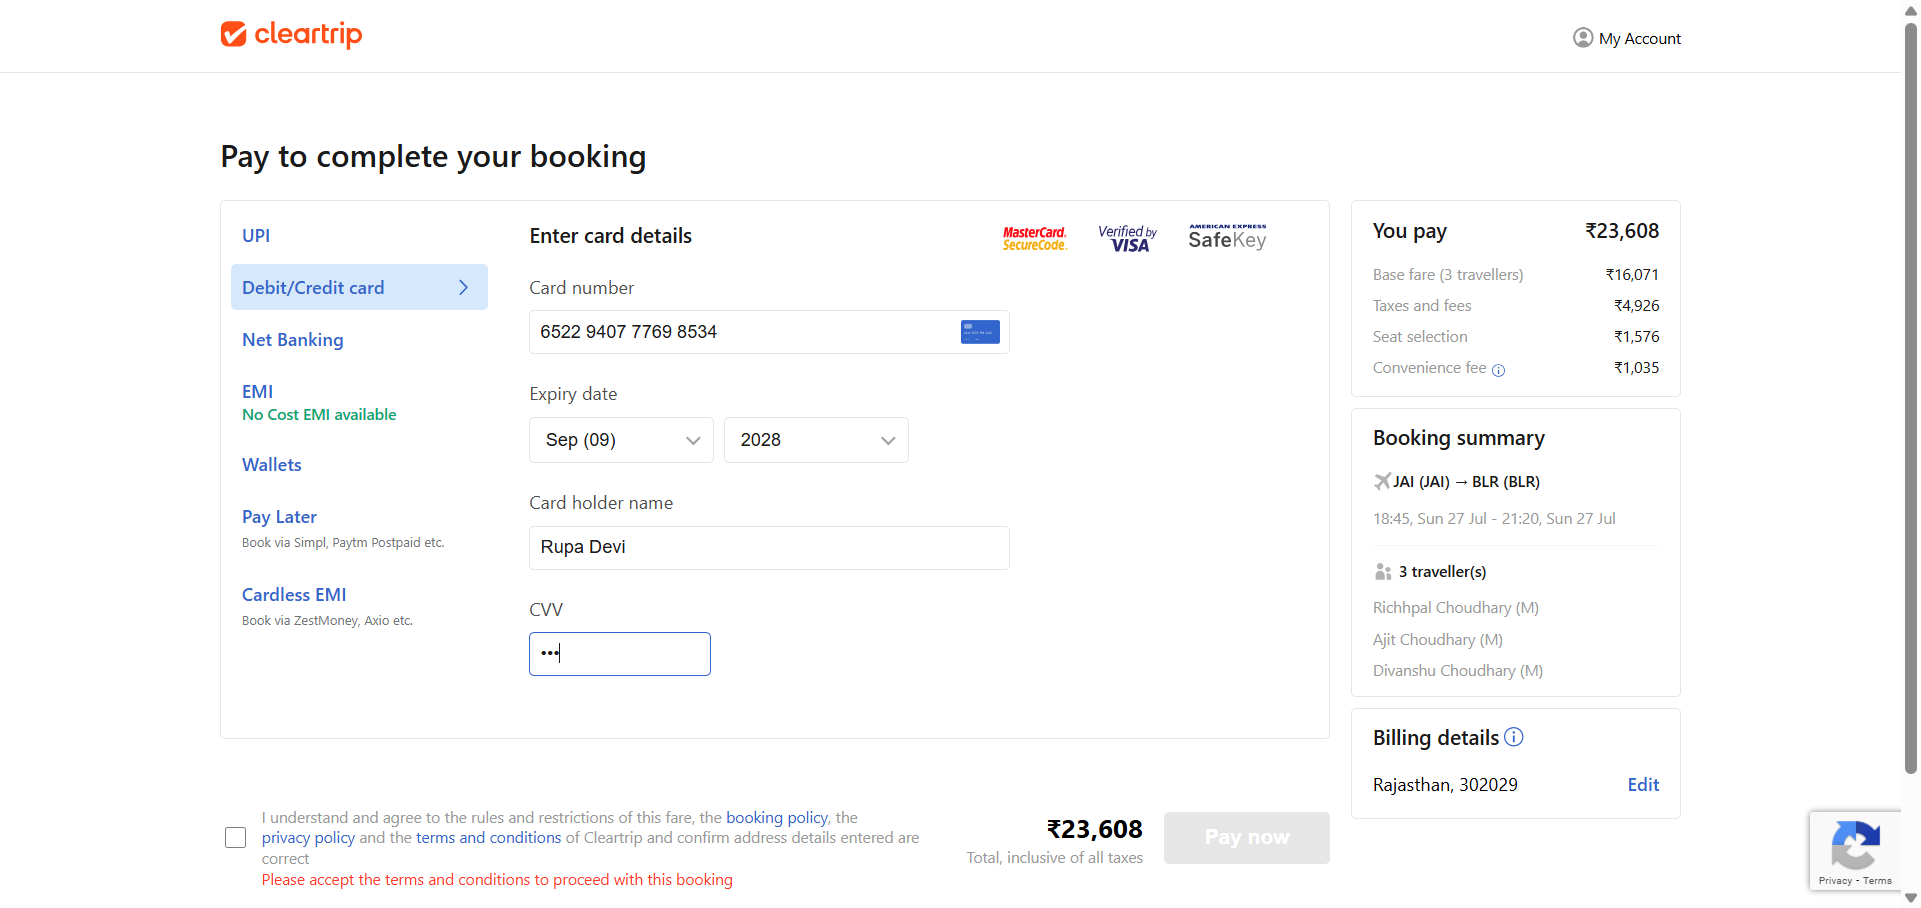 cleartrip
My Account
Pay to complete your booking
UPI
Debit/Credit card
Net Banking
EMI
No Cost EMI available
Wallets
Pay Later
Book via Simpl, Paytm Postpaid etc.
Cardless EMI
Book via ZestMoney, Axio etc.
Enter card details
MasterCard. SecureCode.
Verified by VISA
AMERICAN EXPRESS SafeKey
Card number
6522 9407 7769 8534
Expiry date
Sep (09)
2028
Card holder name
Rupa Devi
CVV
•••
You pay ₹23,608
Base fare (3 travellers) ₹16,071
Taxes and fees ₹4,926
Seat selection ₹1,576
Convenience fee ₹1,035
Booking summary
JAI (JAI) → BLR (BLR)
18:45, Sun 27 Jul - 21:20, Sun 27 Jul
3 traveller(s)
Richhpal Choudhary (M)
Ajit Choudhary (M)
Divanshu Choudhary (M)
Billing details
Rajasthan, 302029 Edit
I understand and agree to the rules and restrictions of this fare, the booking policy, the
privacy policy and the terms and conditions of Cleartrip and confirm address details entered are
correct
Please accept the terms and conditions to proceed with this booking
₹23,608
Total, inclusive of all taxes
Pay now
Privacy - Terms